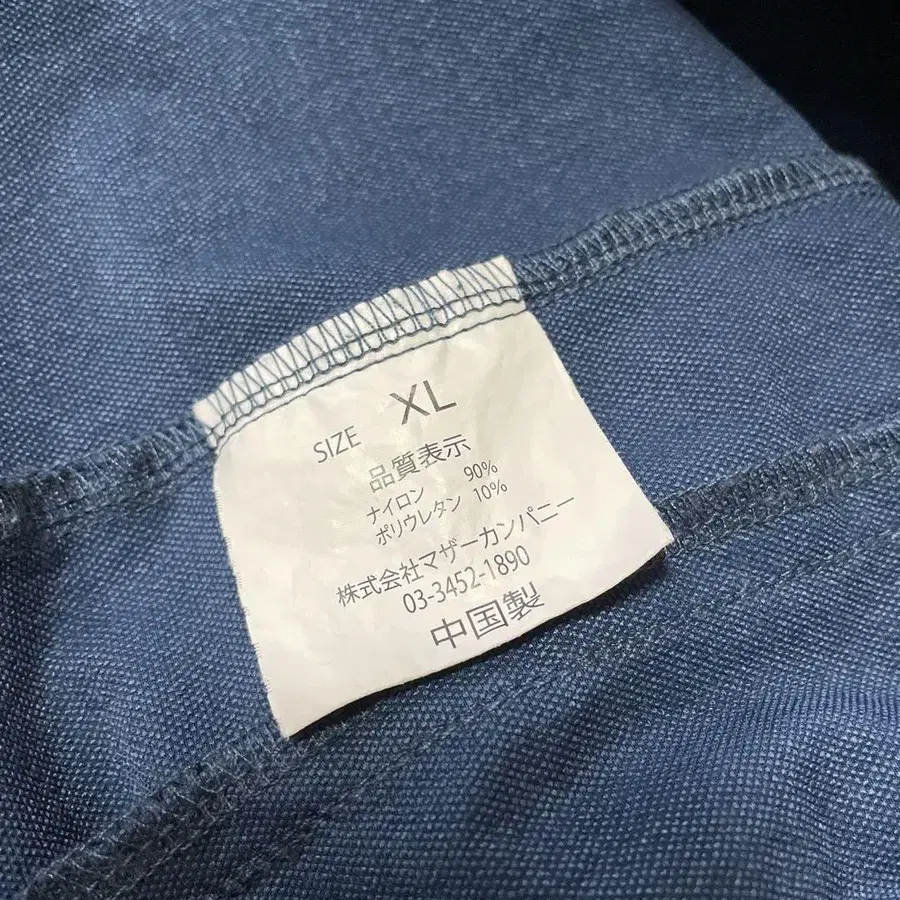 SIZE XL
品質表示
ナイロン 90%
ポリウレタン 10%
株式会社マザーカンパニー
03-3452-1890
中国製